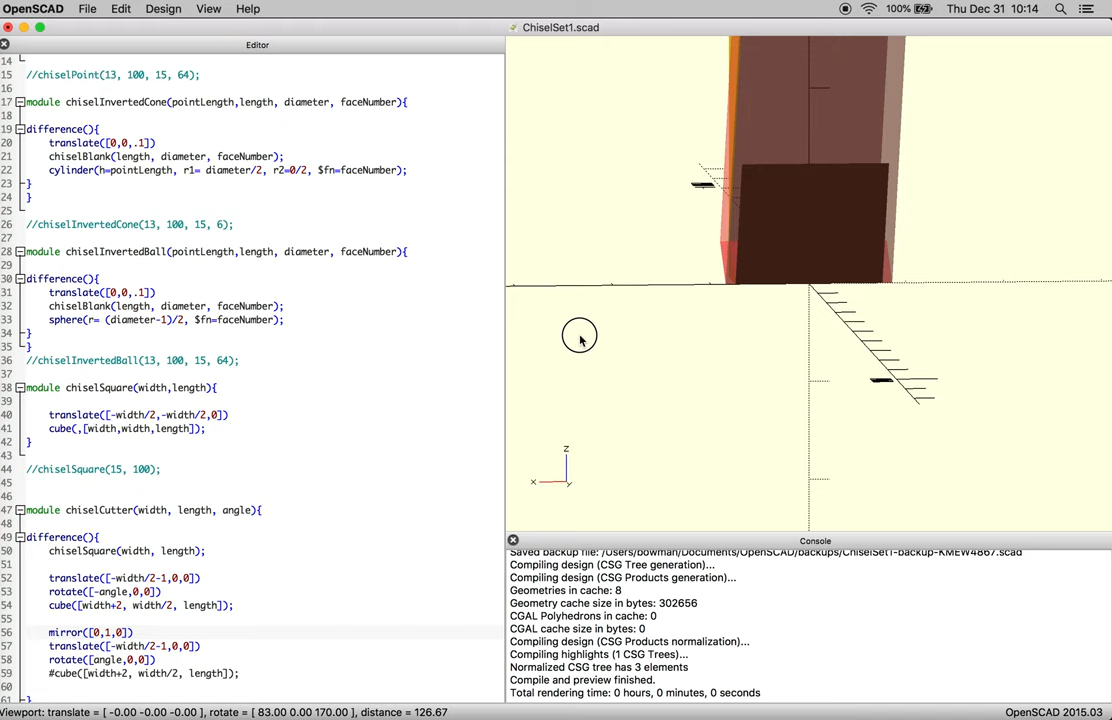 OpenSCAD File Edit Design View Help 100% Thu Dec 31 10:14
ChiselSet1.scad
Editor
14
15 //chiselPoint(13, 100, 15, 64);
16
17 module chiselInvertedCone(pointLength,length, diameter, faceNumber){
18
19 difference(){
20 translate([0,0,.1])
21 chiselBlank(length, diameter, faceNumber);
22 cylinder(h=pointLength, r1= diameter/2, r2=0/2, $fn=faceNumber);
23 }
24 }
25
26 //chiselInvertedCone(13, 100, 15, 6);
27
28 module chiselInvertedBall(pointLength,length, diameter, faceNumber){
29
30 difference(){
31 translate([0,0,.1])
32 chiselBlank(length, diameter, faceNumber);
33 sphere(r= (diameter-1)/2, $fn=faceNumber);
34 }
35 }
36 //chiselInvertedBall(13, 100, 15, 64);
37
38 module chiselSquare(width,length){
39
40 translate([-width/2,-width/2,0])
41 cube(,[width,width,length]);
42 }
43
44 //chiselSquare(15, 100);
45
46
47 module chiselCutter(width, length, angle){
48
49 difference(){
50 chiselSquare(width, length);
51
52 translate([-width/2-1,0,0])
53 rotate([-angle,0,0])
54 cube([width+2, width/2, length]);
55
56 mirror([0,1,0])
57 translate([-width/2-1,0,0])
58 rotate([angle,0,0])
59 #cube([width+2, width/2, length]);
60
61 }
z
x
y
Console
Saved backup file: /Users/bowman/Documents/OpenSCAD/backups/ChiselSet1-backup-KMEW4867.scad
Compiling design (CSG Tree generation)...
Compiling design (CSG Products generation)...
Geometries in cache: 8
Geometry cache size in bytes: 302656
CGAL Polyhedrons in cache: 0
CGAL cache size in bytes: 0
Compiling design (CSG Products normalization)...
Compiling highlights (1 CSG Trees)...
Normalized CSG tree has 3 elements
Compile and preview finished.
Total rendering time: 0 hours, 0 minutes, 0 seconds
Viewport: translate = [ -0.00 -0.00 -0.00 ], rotate = [ 83.00 0.00 170.00 ], distance = 126.67
OpenSCAD 2015.03